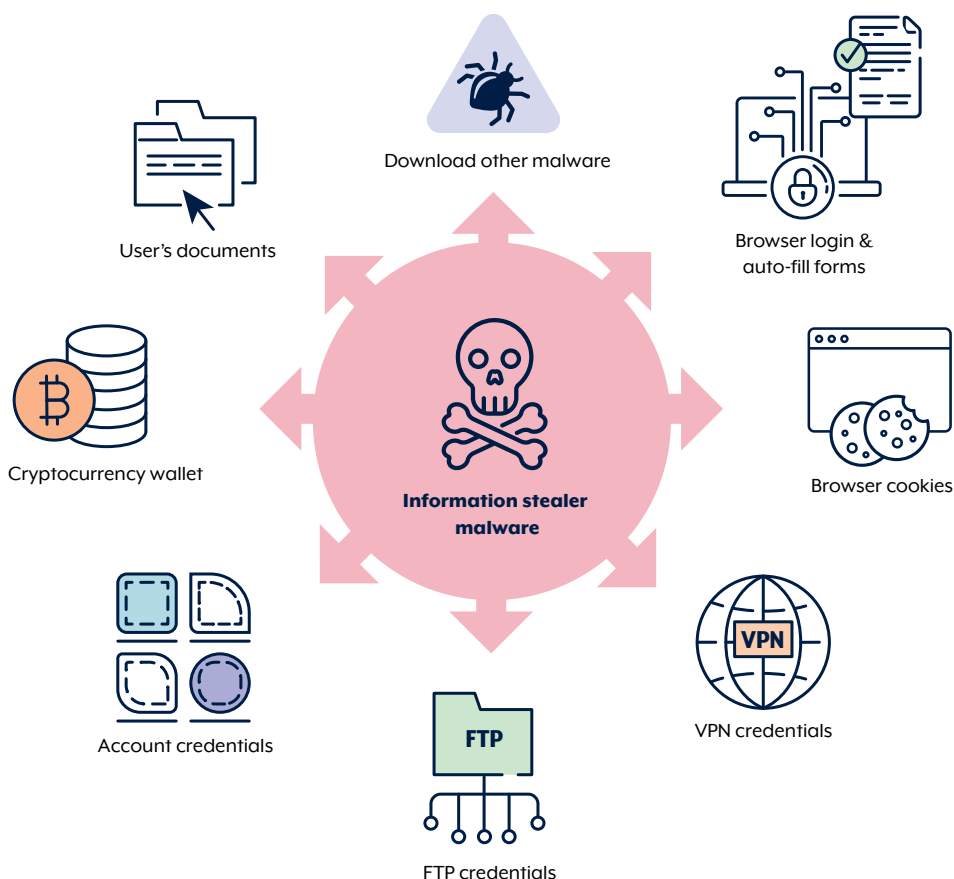 Download other malware
User's documents
Browser login &
auto-fill forms
Cryptocurrency wallet
Information stealer
malware
Browser cookies
Account credentials
VPN
VPN credentials
FTP
FTP credentials